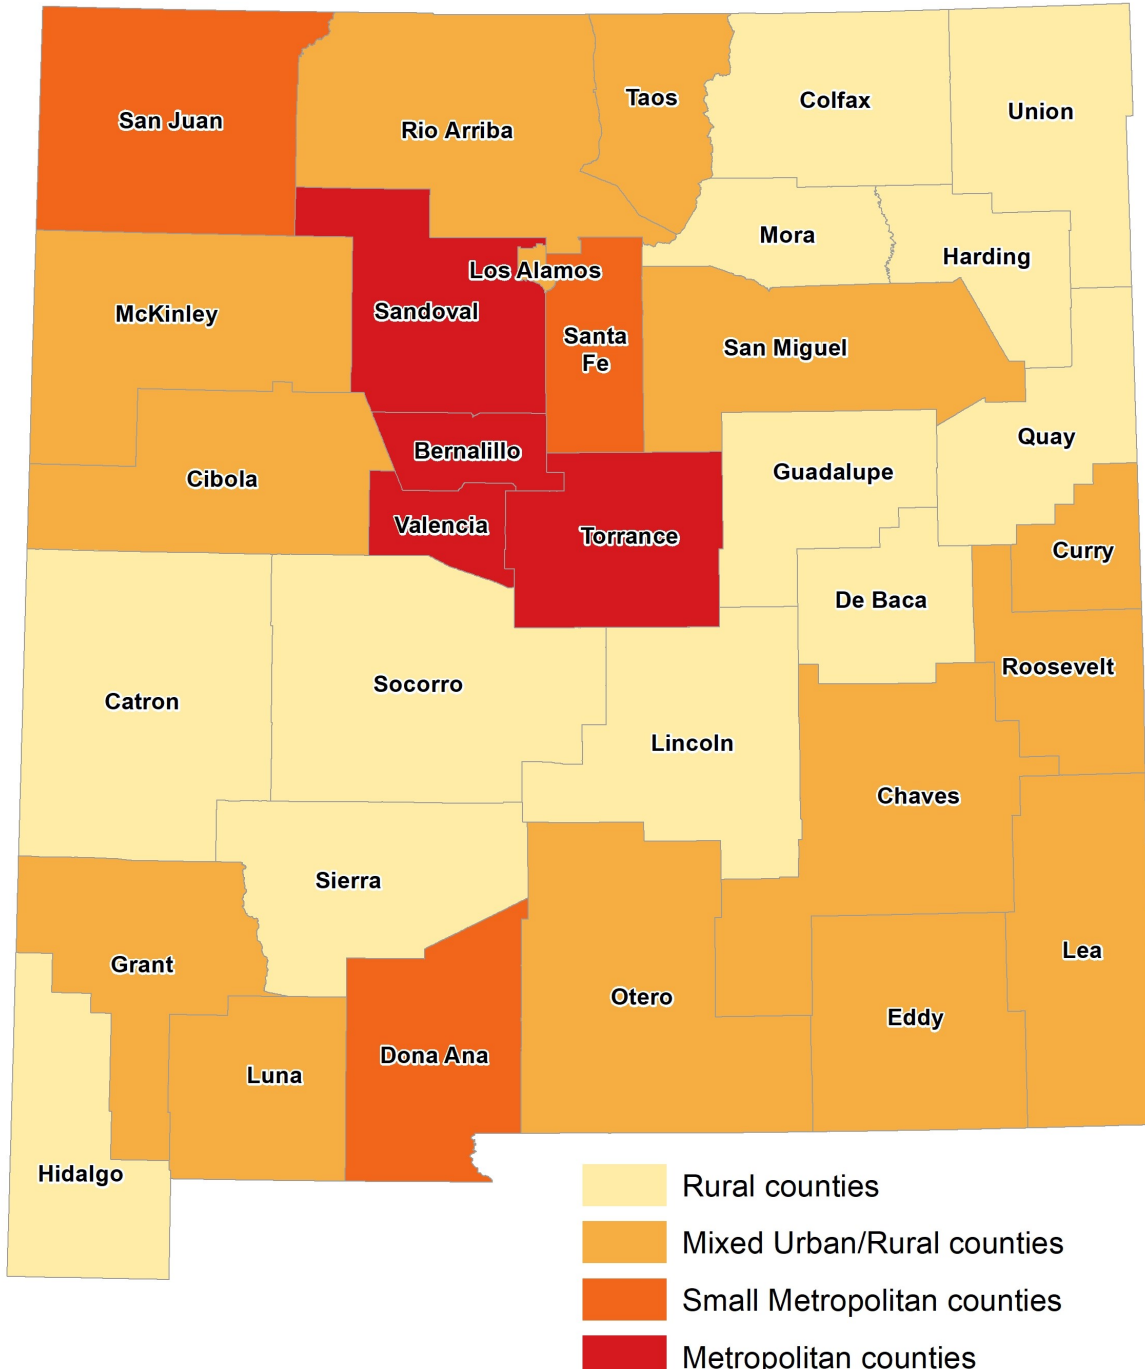 Taos
Colfax
Union
San Juan
Rio Arriba
Mora
Harding
Los Alamos
McKinley
Sandoval
Santa
Fe
San Miguel
Quay
Bernalillo
Guadalupe
Cibola
Valencia
Torrance
Curry
De Baca
Roosevelt
Socorro
Catron
Lincoln
Chaves
Sierra
Lea
Grant
Otero
Eddy
Dona Ana
Luna
Hidalgo
Rural counties
Mixed Urban/Rural counties
Small Metropolitan counties
Metropolitan counties